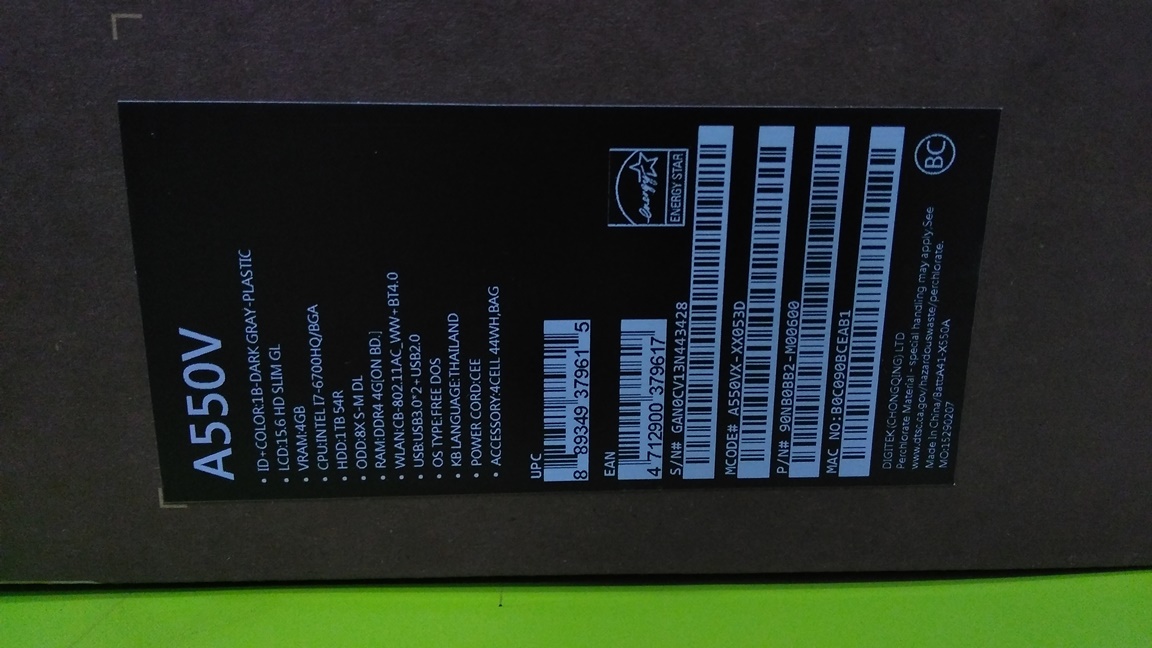 A550V
• ID+COLOR:1B-DARK GRAY-PLASTIC
• LCD:15.6 HD SLIM GL
• VRAM:4GB
• CPU:INTEL I7-6700HQ/BGA
• HDD:1TB 54R
• ODD:8X S-M DL
• RAM:DDR4 4G[ON BD.]
• WLAN:CB-802.11AC_WW+BT4.0
• USB:USB3.0*2+USB2.0
• OS TYPE:FREE DOS
• KB LANGUAGE:THAILAND
• POWER CORD:CEE
• ACCESSORY:4CELL 44WH,BAG
energy
ENERGY STAR
UPC
8 89349 37961 5
EAN
4 712900 379617
S/N# GAN0CV13N443428
MCODE# A550VX-XX053D
P/N# 90NB0BB2-M00600
MAC NO:B0C090BCEAB1
BC
DIGITEK(CHONGQING)LTD
Perchlorate Material - special handling may apply.See
www.dtsc.ca.gov/hazardouswaste/perchlorate.
Made In China/BattA41-X550A
MO:15290207